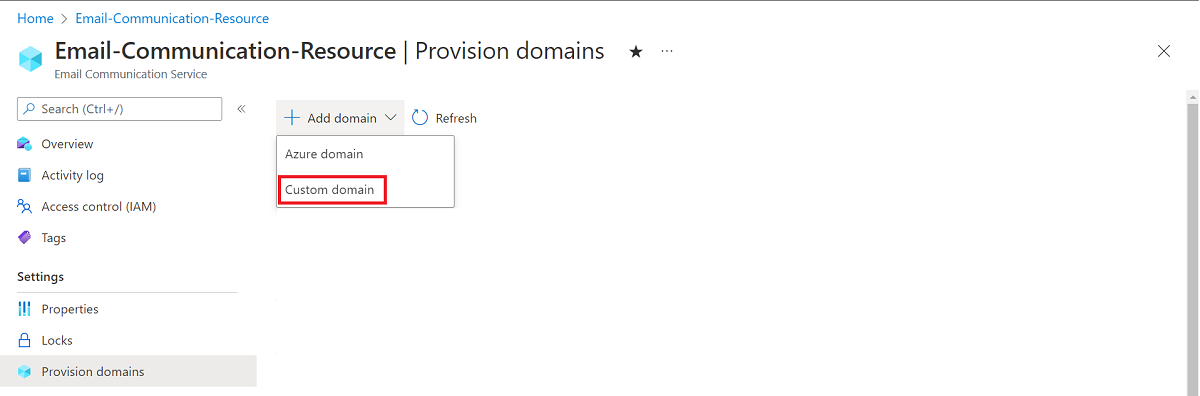 Home > Email-Communication-Resource
Email-Communication-Resource | Provision domains ★ ...
Email Communication Service
Search (Ctrl+/) «
Add domain Refresh
Azure domain
Custom domain
Overview
Activity log
Access control (IAM)
Tags
Settings
Properties
Locks
Provision domains